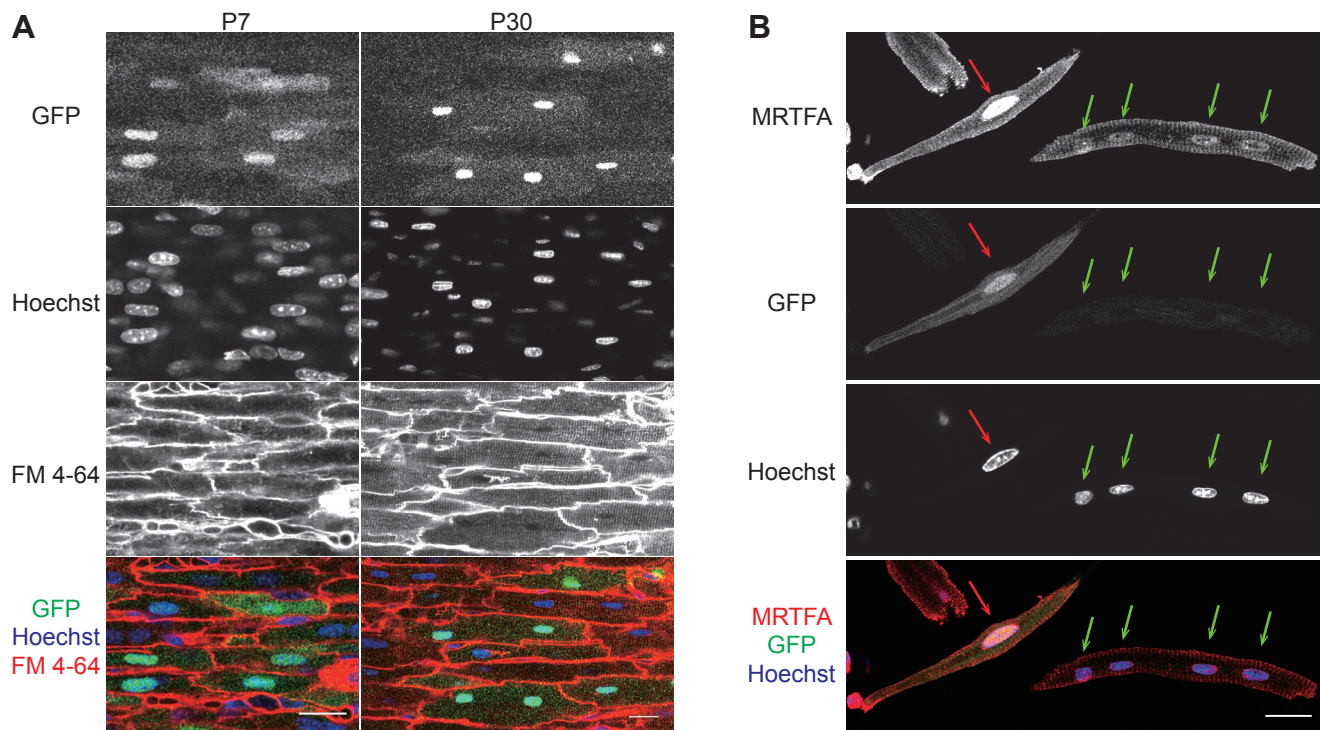 A
P7
P30
GFP
Hoechst
FM 4-64
GFP
Hoechst
FM 4-64
B
MRTFA
GFP
Hoechst
MRTFA
GFP
Hoechst